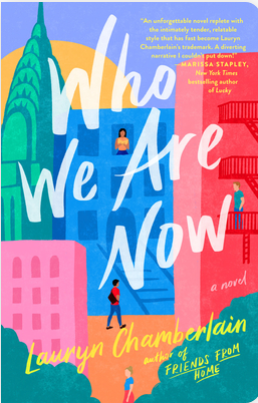 "An unforgettable novel replete with
the intimately tender, relatable
style that has fast become Lauryn
Chamberlain's trademark. A diverting
narrative I couldn't put down."
—MARISSA STAPLEY,
New York Times
bestselling author
of Lucky
Who
We Are
Now
a novel
Lauryn Chamberlain
author of
FRIENDS FROM
HOME